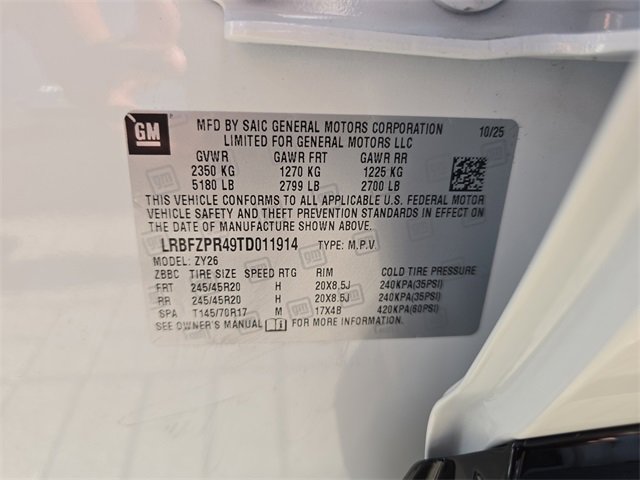 GM
MFD BY SAIC GENERAL MOTORS CORPORATION 10/25
LIMITED FOR GENERAL MOTORS LLC
GVWR GAWR FRT GAWR RR
2350 KG 1270 KG 1225 KG
5180 LB 2799 LB 2700 LB
THIS VEHICLE CONFORMS TO ALL APPLICABLE U.S. FEDERAL MOTOR
VEHICLE SAFETY AND THEFT PREVENTION STANDARDS IN EFFECT ON
THE DATE OF MANUFACTURE SHOWN ABOVE.
LRBFZPR49TD011914 TYPE: M.P.V.
MODEL: ZY26
ZBBC TIRE SIZE SPEED RTG RIM COLD TIRE PRESSURE
FRT 245/45R20 H 20X8.5J 240KPA(35PSI)
RR 245/45R20 H 20X8.5J 240KPA(35PSI)
SPA T145/70R17 M 17X4B 420KPA(60PSI)
SEE OWNER'S MANUAL FOR MORE INFORMATION.